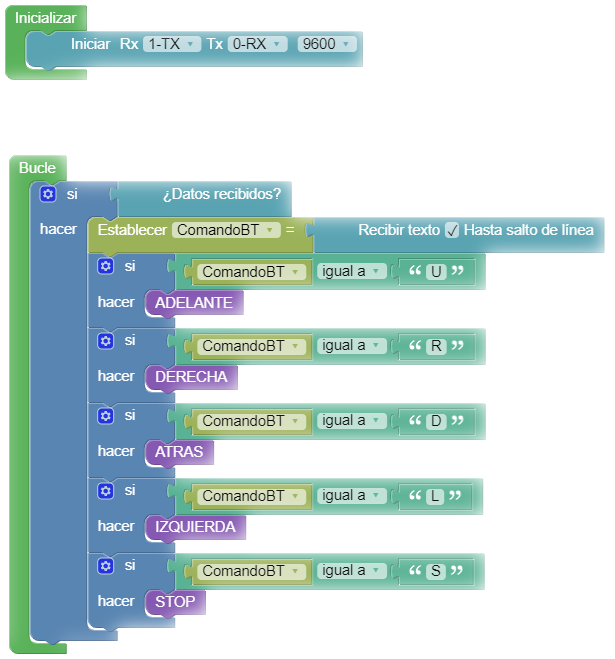 Inicializar
Iniciar Rx 1-TX Tx 0-RX 9600
Bucle
si ¿Datos recibidos?
hacer Establecer ComandoBT = Recibir texto ✓ Hasta salto de línea
si ComandoBT igual a “ U ”
hacer ADELANTE
si ComandoBT igual a “ R ”
hacer DERECHA
si ComandoBT igual a “ D ”
hacer ATRAS
si ComandoBT igual a “ L ”
hacer IZQUIERDA
si ComandoBT igual a “ S ”
hacer STOP